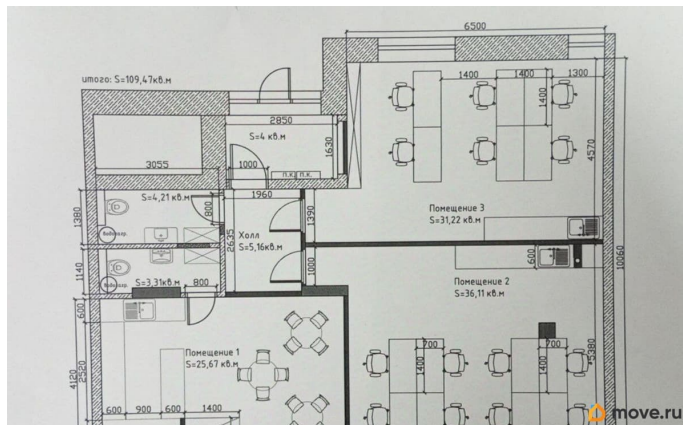 6500
итого: S=109,47кв.м
1400
1400
1300
1400
2850
S=4 кв.м
1630
4570
3055
1000
П.К.
П.К.
S=4,21 кв.м
1960
800
1380
1390
Помещение 3
S=31,22 кв.м
2635
Холл
S=5,16кв.м
10060
1140
1000
600
S=3,31кв.м
800
Помещение 2
S=36,11 кв.м
600
Помещение 1
S=25,67 кв.м
700
700
5380
1400
1400
4120
2520
600
900
600
1400
move.ru